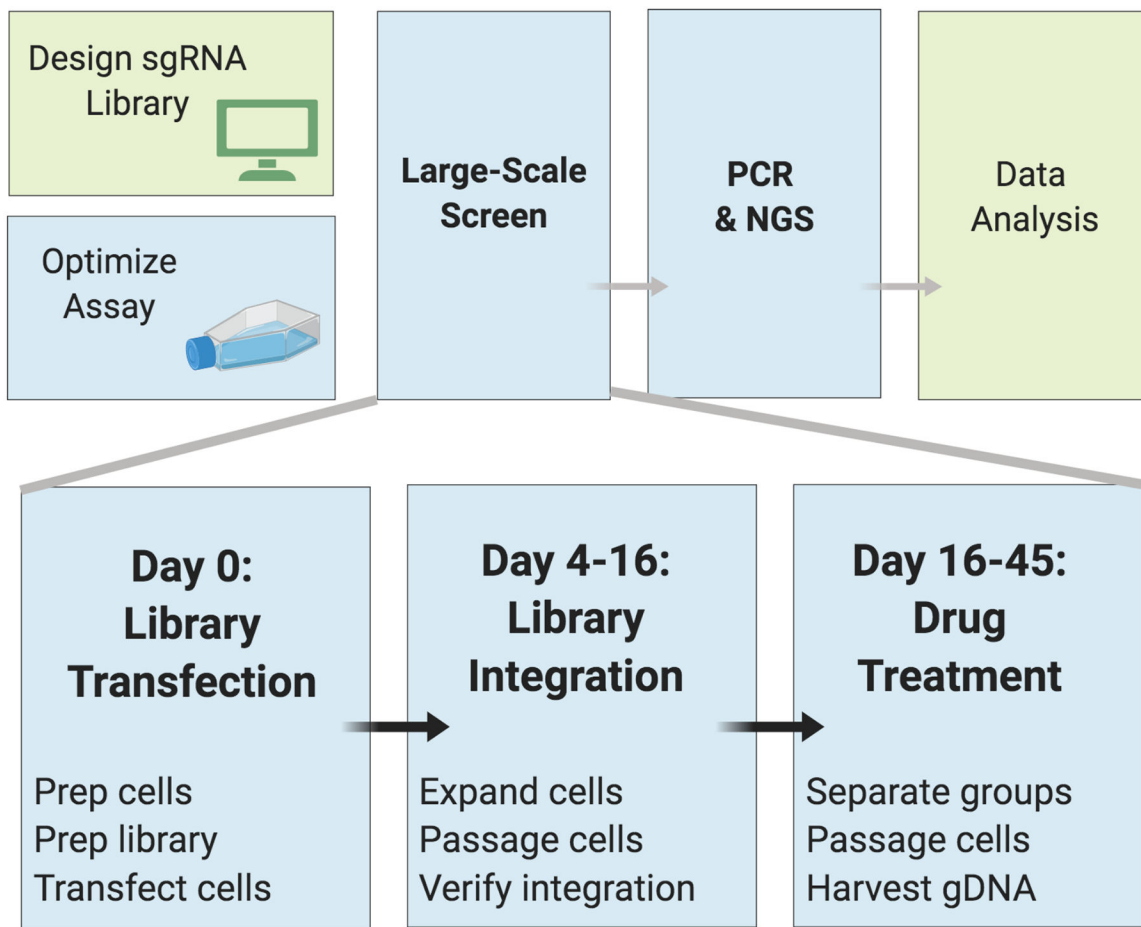 Design sgRNA
Library
Optimize
Assay
Large-Scale
Screen
PCR
& NGS
Data
Analysis
Day 0:
Library
Transfection
Prep cells
Prep library
Transfect cells
Day 4-16:
Library
Integration
Expand cells
Passage cells
Verify integration
Day 16-45:
Drug
Treatment
Separate groups
Passage cells
Harvest gDNA